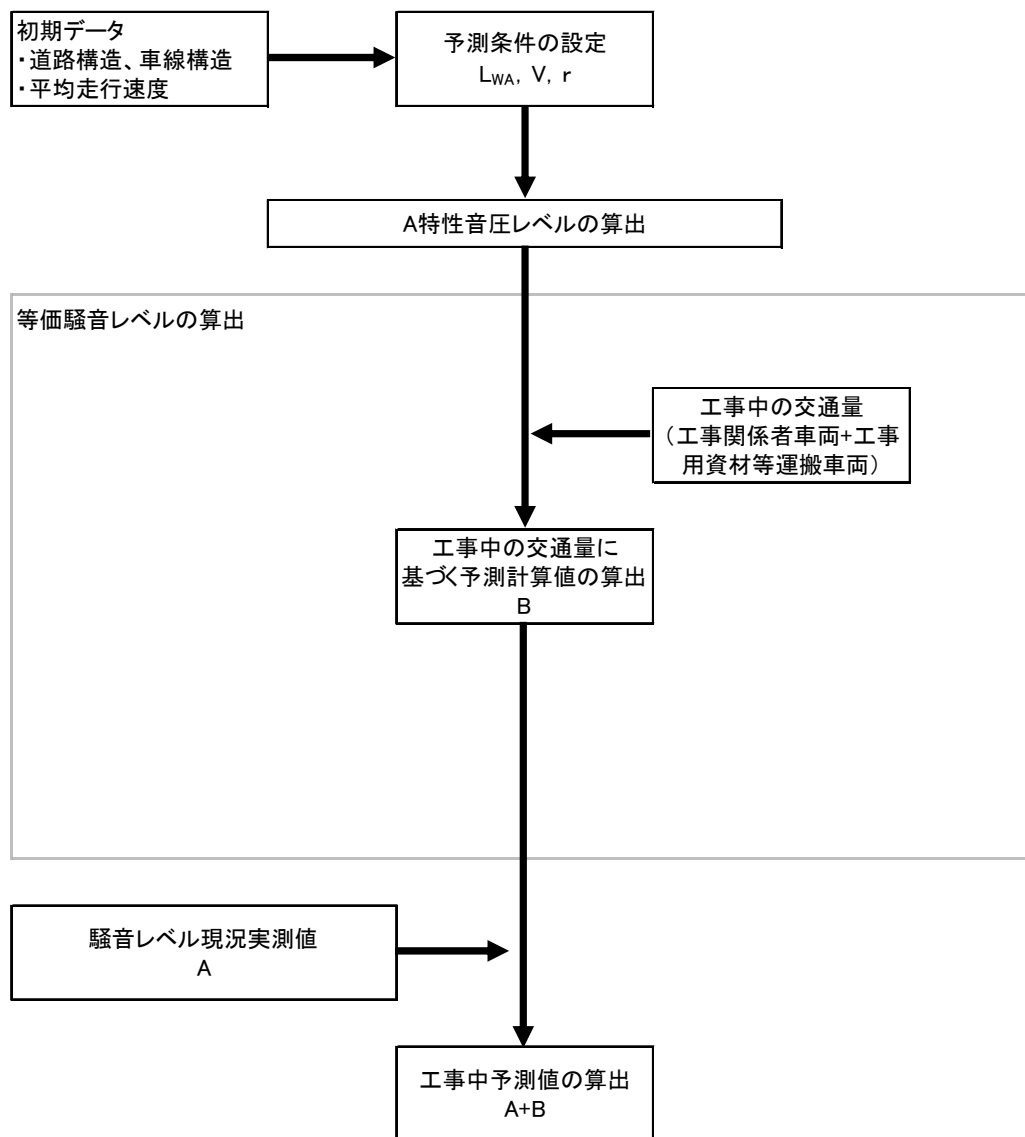 初期データ
・道路構造、車線構造
・平均走行速度
予測条件の設定
LWA, V, r
A特性音圧レベルの算出
等価騒音レベルの算出
工事中の交通量
（工事関係者車両+工事
用資材等運搬車両）
工事中の交通量に
基づく予測計算値の算出
B
騒音レベル現況実測値
A
工事中予測値の算出
A+B